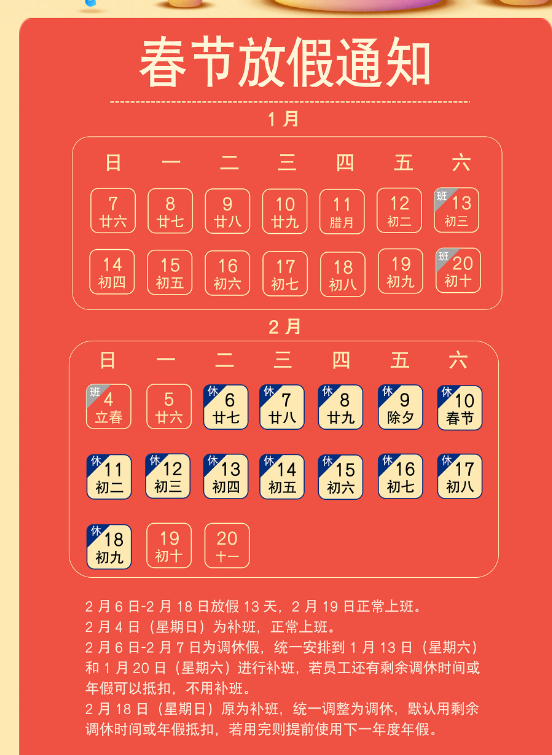 春节放假通知
1月
日 一 二 三 四 五 六
7 8 9 10 11 12 班 13
廿六 廿七 廿八 廿九 腊月 初二 初三
14 15 16 17 18 19 班 20
初四 初五 初六 初七 初八 初九 初十
2月
日 一 二 三 四 五 六
班 4 5 休 6 休 7 休 8 休 9 休 10
立春 廿六 廿七 廿八 廿九 除夕 春节
休 11 休 12 休 13 休 14 休 15 休 16 休 17
初二 初三 初四 初五 初六 初七 初八
休 18 19 20
初九 初十 十一
2月6日-2月18日放假13天，2月19日正常上班。
2月4日（星期日）为补班，正常上班。
2月6日-2月7日为调休假，统一安排到1月13日（星期六）
和1月20日（星期六）进行补班，若员工还有剩余调休时间或
年假可以抵扣，不用补班。
2月18日（星期日）原为补班，统一调整为调休，默认用剩余
调休时间或年假抵扣，若用完则提前使用下一年度年假。